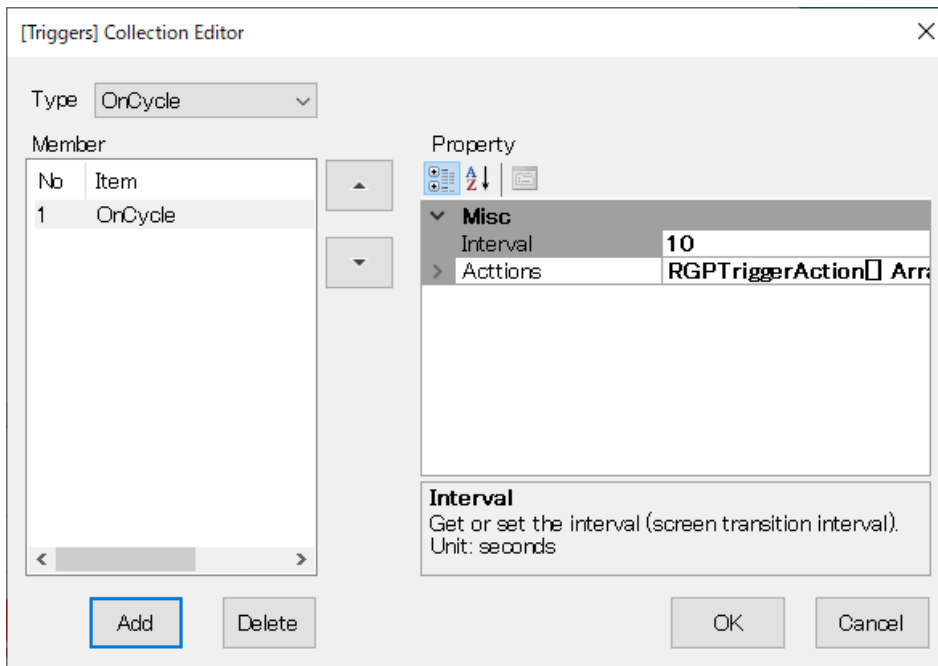 [Triggers] Collection Editor
Type OnCycle
Member
No Item
1 OnCycle
Property
Misc
Interval 10
Acttions RGPTriggerAction[] Arra
Interval
Get or set the interval (screen transition interval).
Unit: seconds
Add Delete OK Cancel